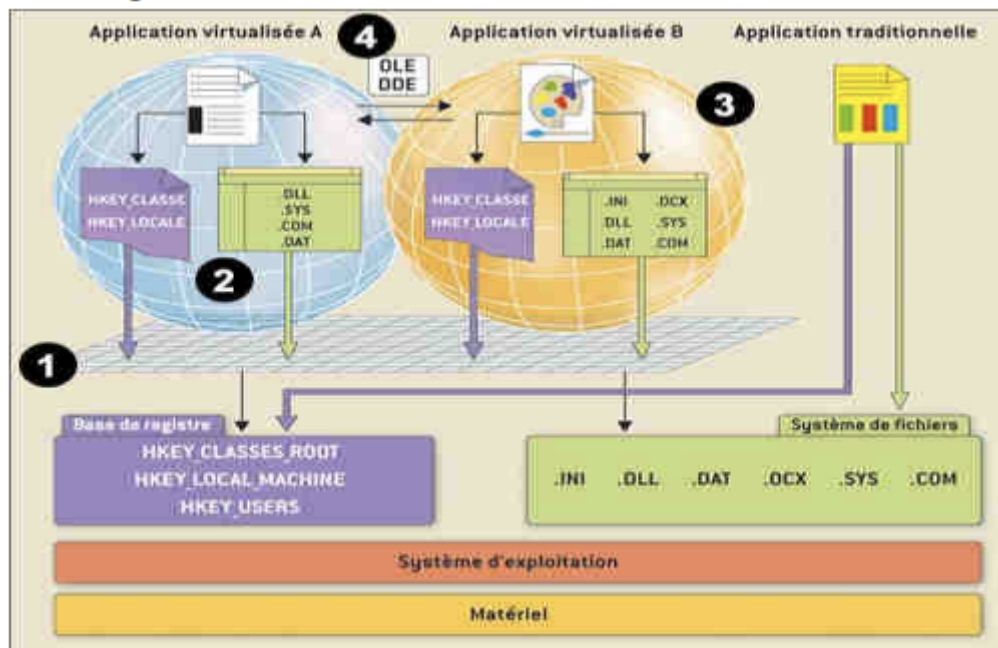 Application virtualisée A
4
Application virtualisée B
Application traditionnelle
OLE
DDE
3
HKEY_CLASSE
HKEY_LOCALE
.DLL
.SYS
.COM
.DAT
HKEY_CLASSE
HKEY_LOCALE
.INI .OCX
.DLL .SYS
.DAT .COM
2
1
Base de registre
HKEY_CLASSES_ROOT
HKEY_LOCAL_MACHINE
HKEY_USERS
Système de fichiers
.INI .DLL .DAT .OCX .SYS .COM
Système d'exploitation
Matériel